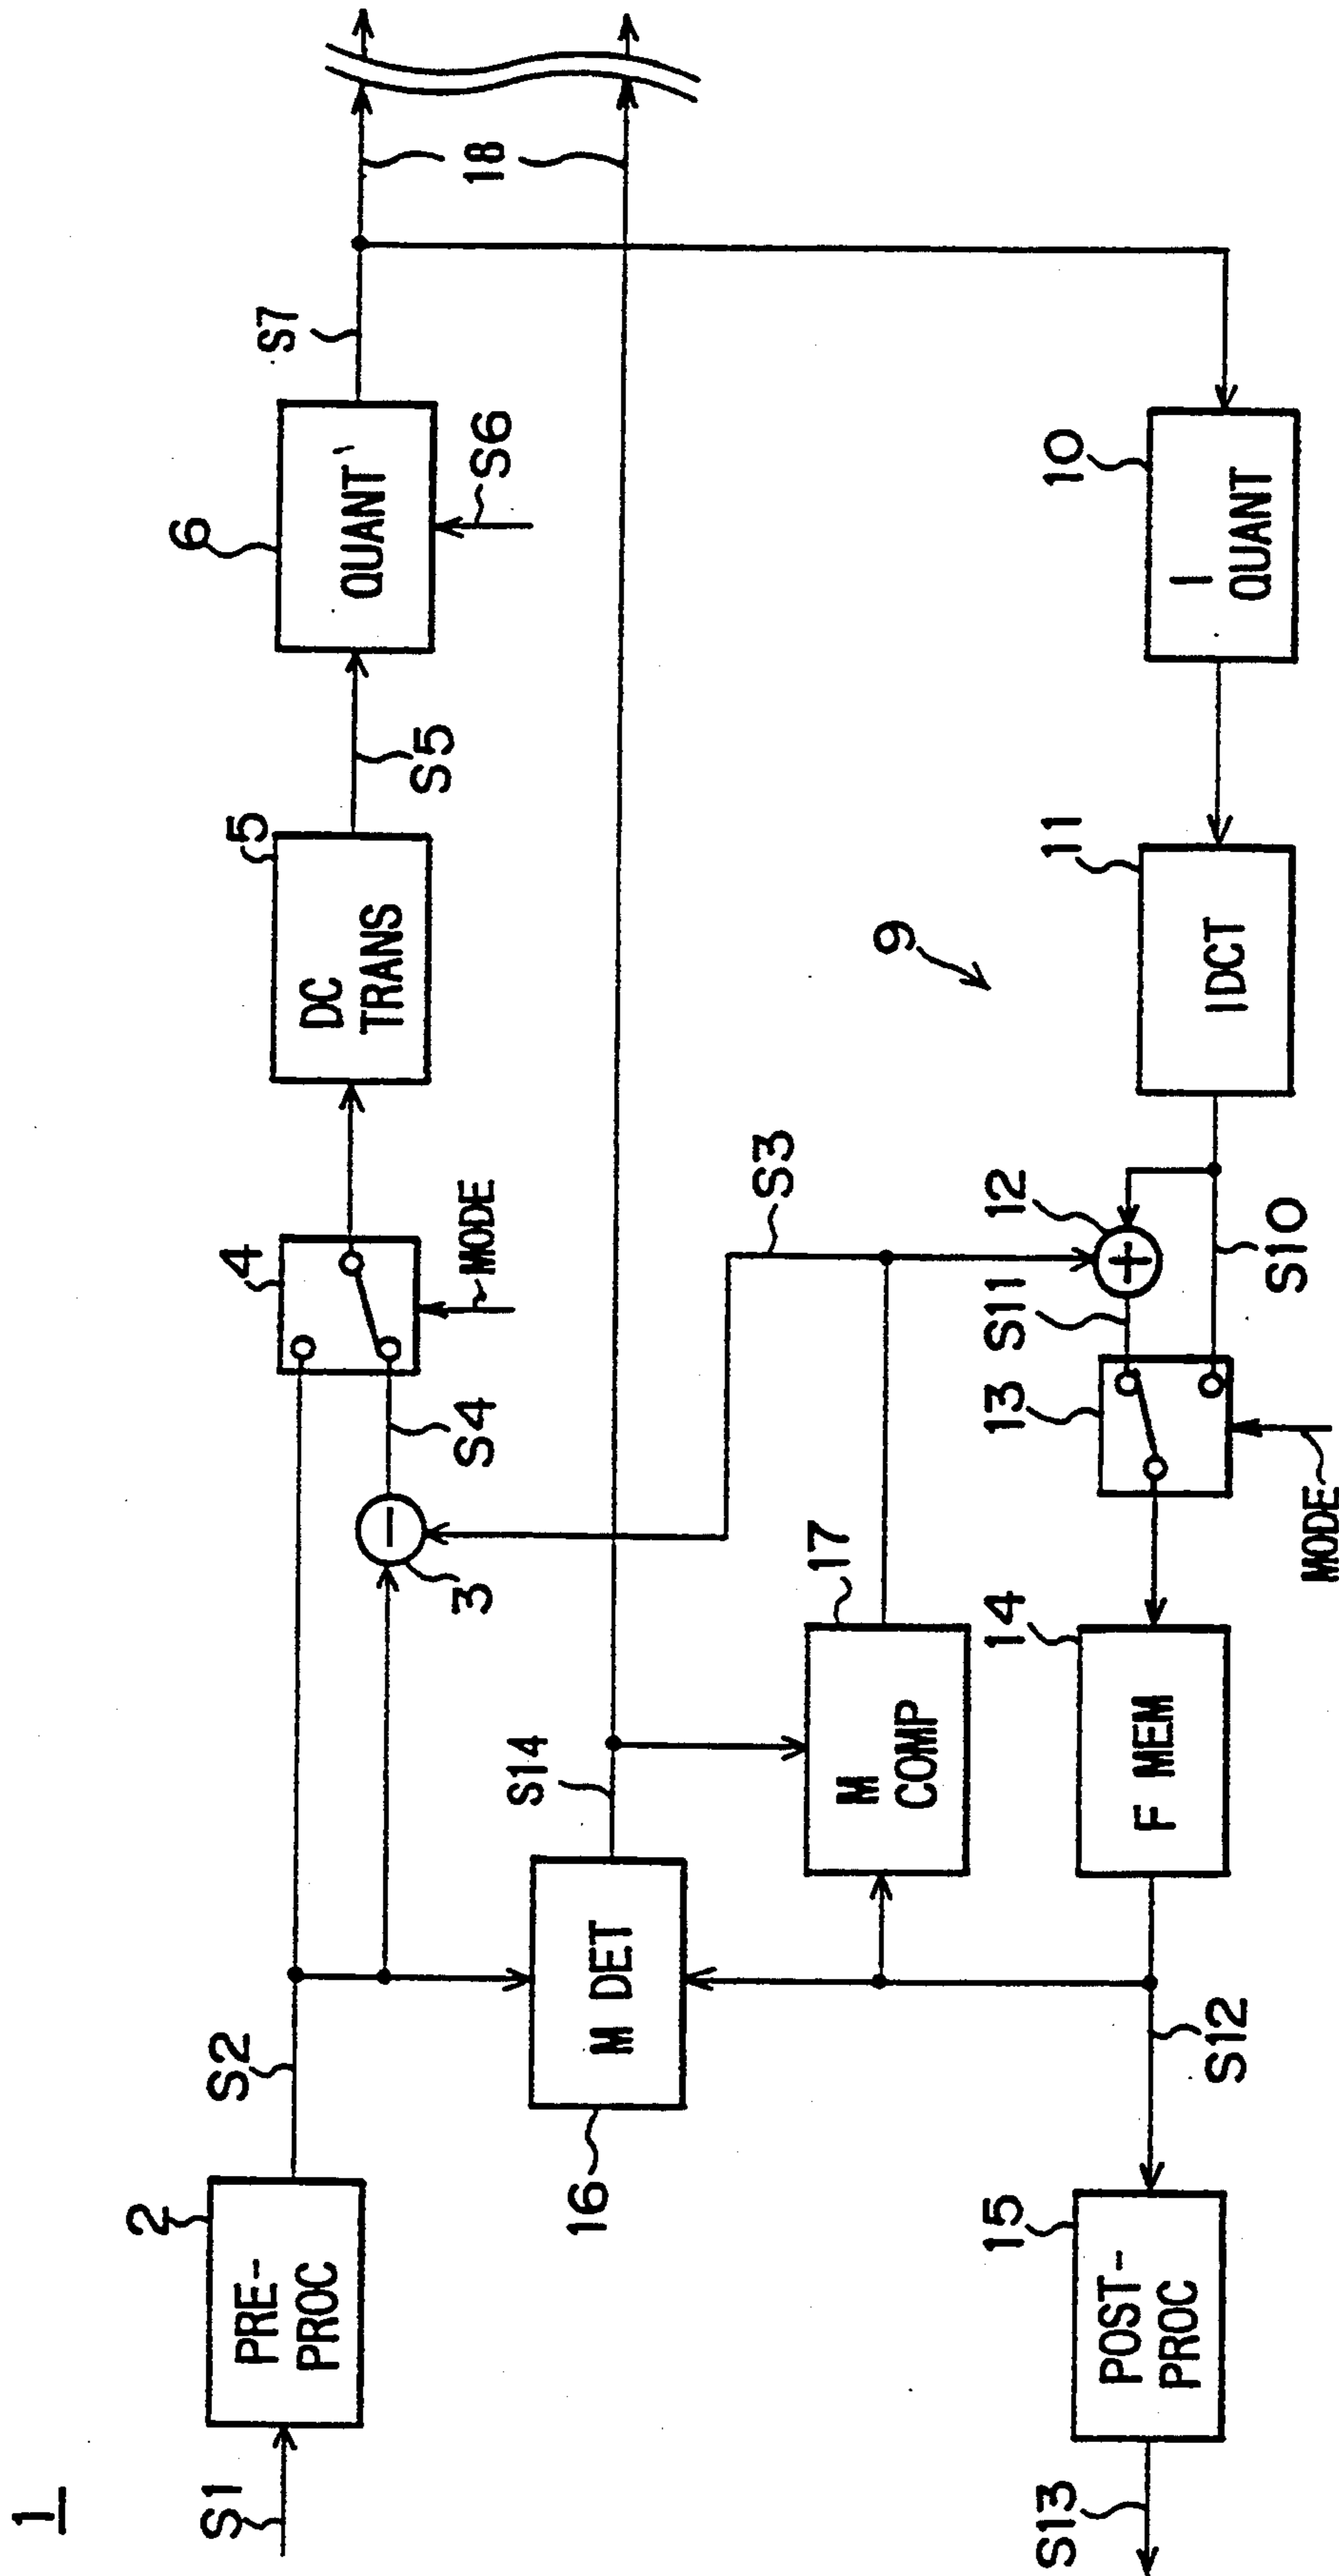 1
S1
2
PRE-
PROC
S2
3
S4
4
MODE
5
DC
TRANS
S5
6
QUANT
S6
S7
18
16
M DET
S14
17
M
COMP
S3
9
S13
15
POST-
PROC
S12
14
F MEM
13
MODE
S11
12
S10
11
IDCT
10
I
QUANT